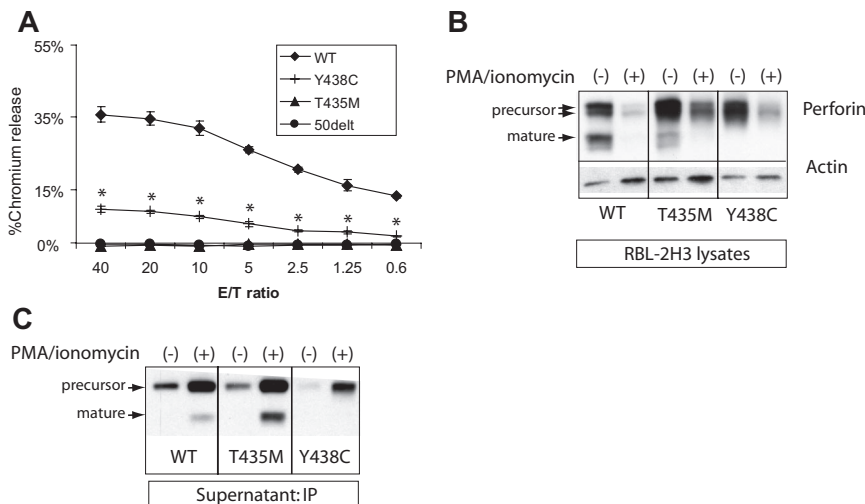 A
55%
35%
15%
0%
%Chromium release
WT
Y438C
T435M
50delt
* * * * * * *
40 20 10 5 2.5 1.25 0.6
E/T ratio
B
PMA/ionomycin (-) (+) (-) (+) (-) (+)
precursor
mature
Perforin
Actin
WT T435M Y438C
RBL-2H3 lysates
C
PMA/ionomycin (-) (+) (-) (+) (-) (+)
precursor
mature
WT T435M Y438C
Supernatant: IP